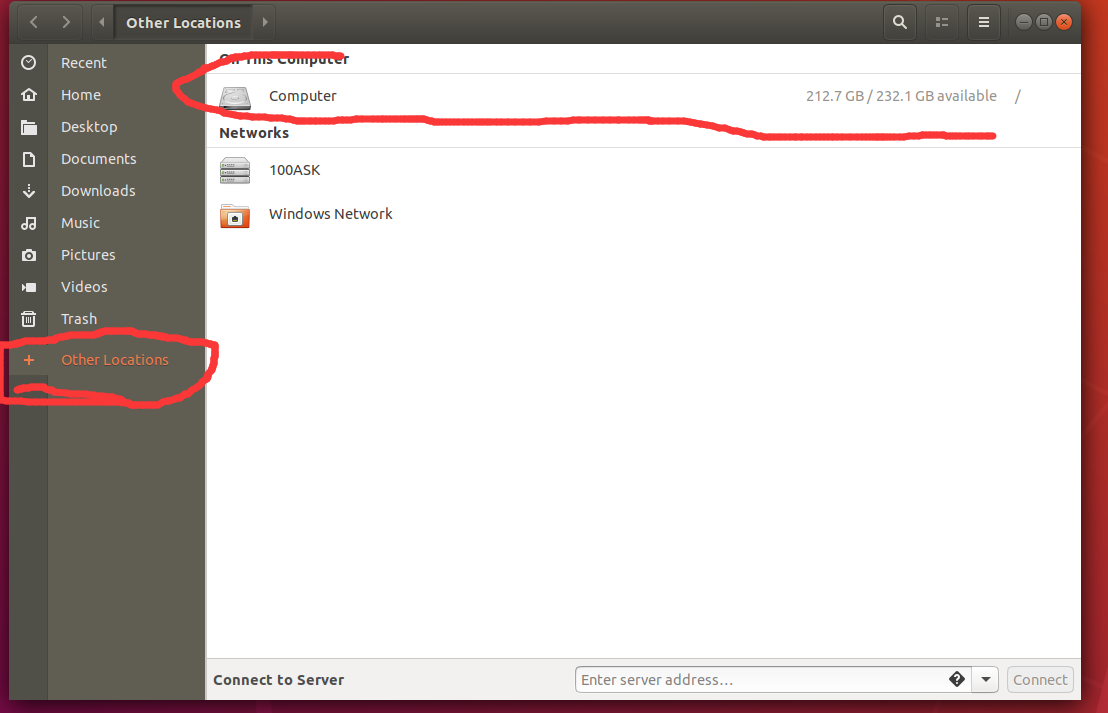 Other Locations
Recent
Home
Desktop
Documents
Downloads
Music
Pictures
Videos
Trash
+ Other Locations
On This Computer
Computer 212.7 GB / 232.1 GB available /
Networks
100ASK
Windows Network
Connect to Server Enter server address... Connect